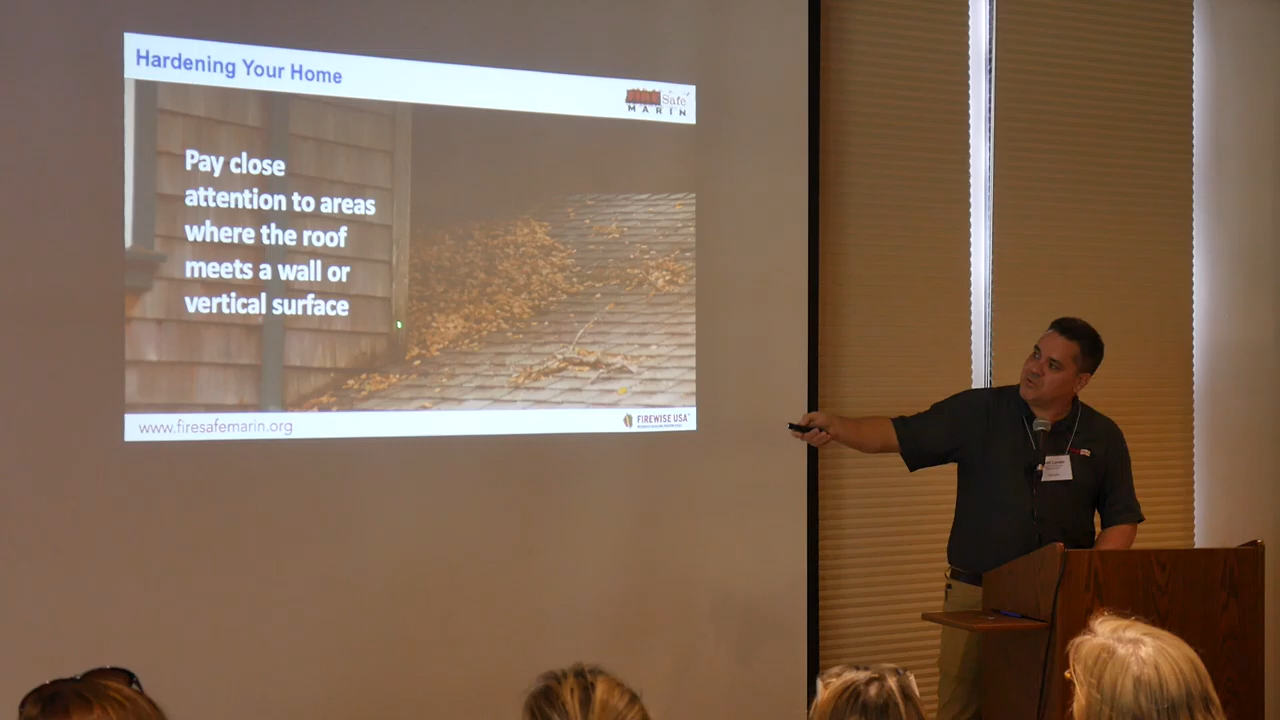 Hardening Your Home
FIRE Safe
MARIN
Pay close
attention to areas
where the roof
meets a wall or
vertical surface
www.firesafemarin.org
FIREWISE USA